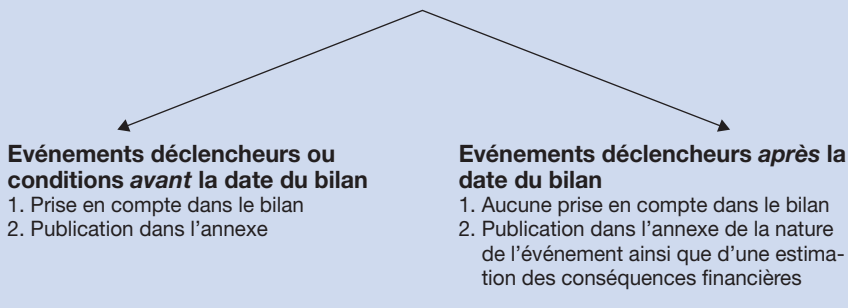 Evénements déclencheurs ou
conditions avant la date du bilan
1. Prise en compte dans le bilan
2. Publication dans l'annexe
Evénements déclencheurs après la
date du bilan
1. Aucune prise en compte dans le bilan
2. Publication dans l'annexe de la nature
de l'événement ainsi que d'une estima-
tion des conséquences financières